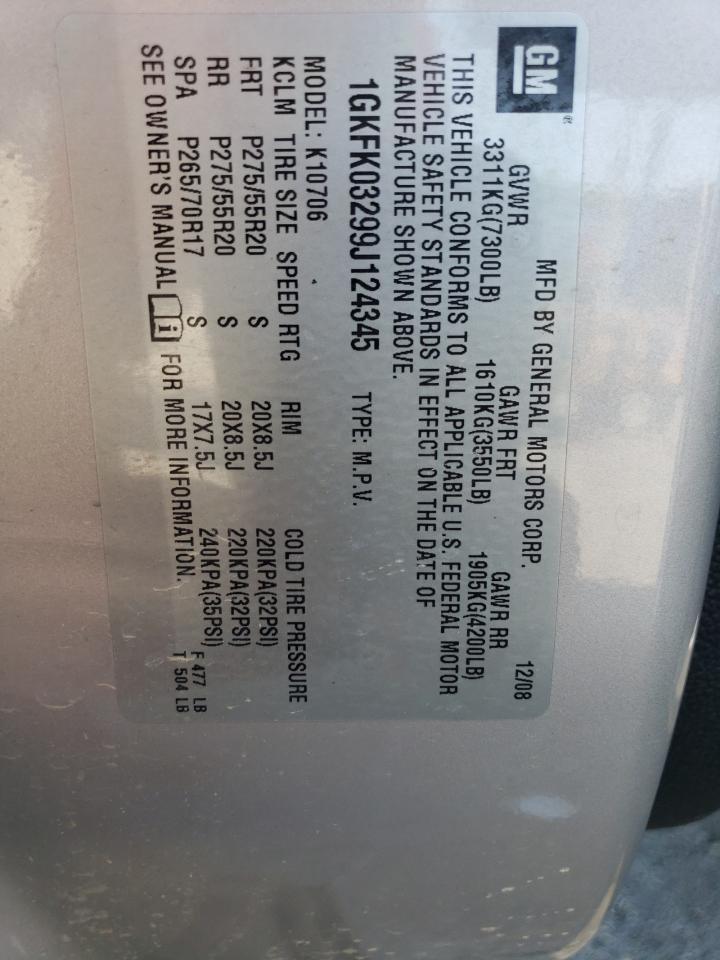 GM
MFD BY GENERAL MOTORS CORP. 12/08
GVWR GAWR FRT GAWR RR
3311KG(7300LB) 1610KG(3550LB) 1905KG(4200LB)
THIS VEHICLE CONFORMS TO ALL APPLICABLE U.S. FEDERAL MOTOR
VEHICLE SAFETY STANDARDS IN EFFECT ON THE DATE OF
MANUFACTURE SHOWN ABOVE.
1GKFK03299J124345 TYPE: M.P.V.
MODEL: K10706
KCLM TIRE SIZE SPEED RTG RIM COLD TIRE PRESSURE
FRT P275/55R20 S 20X8.5J 220KPA(32PSI)
RR P275/55R20 S 20X8.5J 220KPA(32PSI)
SPA P265/70R17 S 17X7.5J 240KPA(35PSI)
SEE OWNER'S MANUAL i FOR MORE INFORMATION.
F 477 LB
T 504 LB